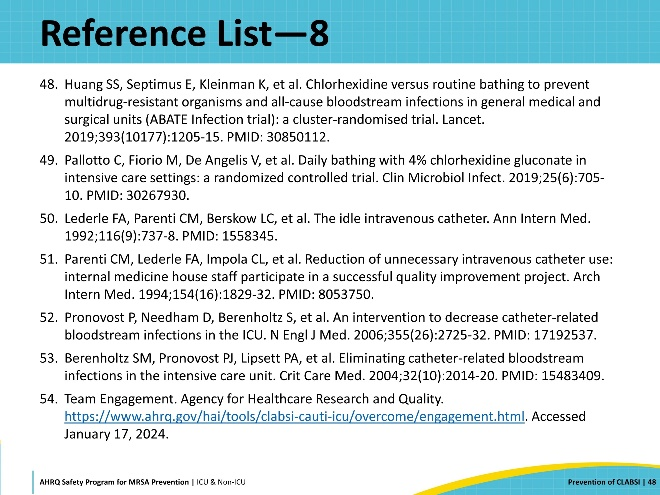 Reference List—8
48. Huang SS, Septimus E, Kleinman K, et al. Chlorhexidine versus routine bathing to prevent
multidrug-resistant organisms and all-cause bloodstream infections in general medical and
surgical units (ABATE Infection trial): a cluster-randomised trial. Lancet.
2019;393(10177):1205-15. PMID: 30850112.
49. Pallotto C, Fiorio M, De Angelis V, et al. Daily bathing with 4% chlorhexidine gluconate in
intensive care settings: a randomized controlled trial. Clin Microbiol Infect. 2019;25(6):705-
10. PMID: 30267930.
50. Lederle FA, Parenti CM, Berskow LC, et al. The idle intravenous catheter. Ann Intern Med.
1992;116(9):737-8. PMID: 1558345.
51. Parenti CM, Lederle FA, Impola CL, et al. Reduction of unnecessary intravenous catheter use:
internal medicine house staff participate in a successful quality improvement project. Arch
Intern Med. 1994;154(16):1829-32. PMID: 8053750.
52. Pronovost P, Needham D, Berenholtz S, et al. An intervention to decrease catheter-related
bloodstream infections in the ICU. N Engl J Med. 2006;355(26):2725-32. PMID: 17192537.
53. Berenholtz SM, Pronovost PJ, Lipsett PA, et al. Eliminating catheter-related bloodstream
infections in the intensive care unit. Crit Care Med. 2004;32(10):2014-20. PMID: 15483409.
54. Team Engagement. Agency for Healthcare Research and Quality.
https://www.ahrq.gov/hai/tools/clabsi-cauti-icu/overcome/engagement.html. Accessed
January 17, 2024.
AHRQ Safety Program for MRSA Prevention | ICU & Non-ICU
Prevention of CLABSI | 48